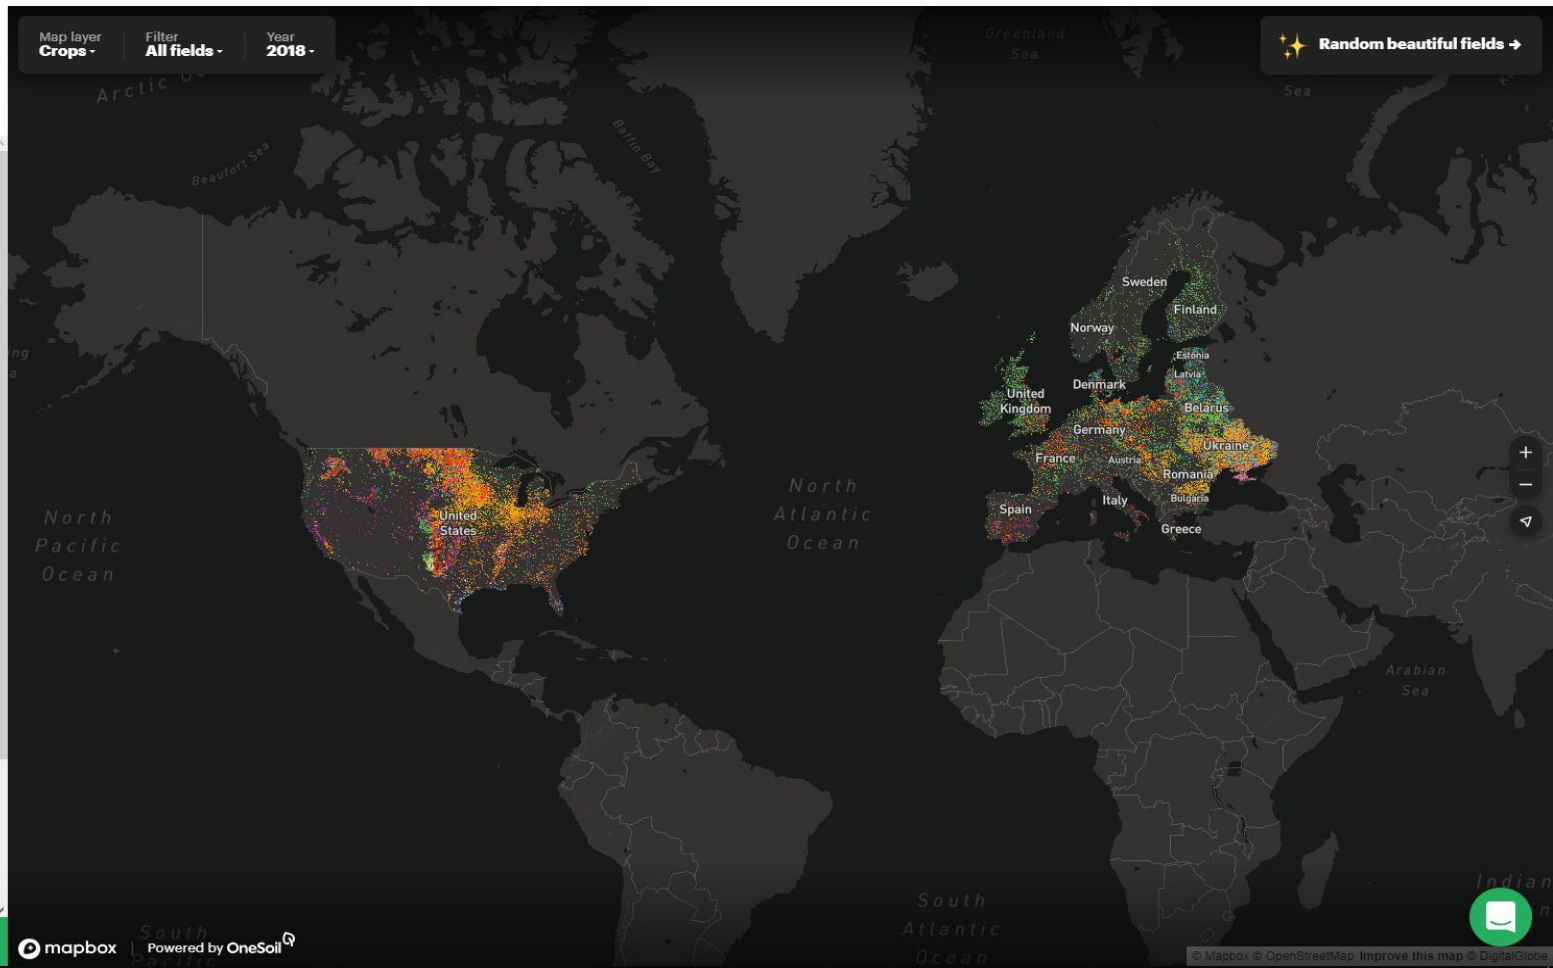 Map layer
Crops
Filter
All fields
Year
2018
Random beautiful fields →
Greenland
Sea
Sea
Arctic
Beaufort Sea
Baffin Bay
Sweden
Finland
Norway
Estonia
Latvia
Denmark
United
Kingdom
Belarus
Germany
Ukraine
France
Austria
Romania
Italy
Bulgaria
Spain
Greece
United
States
North
Pacific
Ocean
North
Atlantic
Ocean
Arabian
Sea
South
Atlantic
Ocean
South
Pacific
Indian
mapbox
Powered by OneSoil
© Mapbox © OpenStreetMap Improve this map © DigitalGlobe